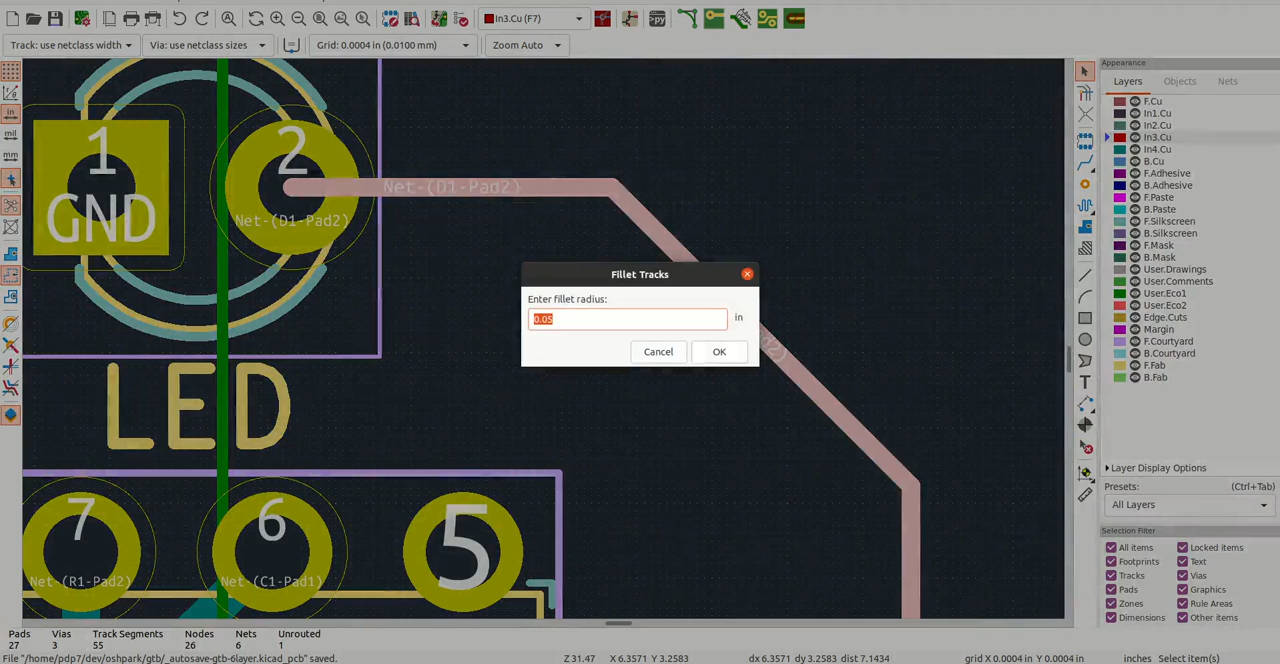 In3.Cu (F7)
Track: use netclass width
Via: use netclass sizes
Grid: 0.0004 in (0.0100 mm)
Zoom Auto
in
mil
mm
>py
Appearance
Layers
Objects
Nets
F.Cu
In1.Cu
In2.Cu
In3.Cu
In4.Cu
B.Cu
F.Adhesive
B.Adhesive
F.Paste
B.Paste
F.Silkscreen
B.Silkscreen
F.Mask
B.Mask
User.Drawings
User.Comments
User.Eco1
User.Eco2
Edge.Cuts
Margin
F.Courtyard
B.Courtyard
F.Fab
B.Fab
Layer Display Options
Presets:
(Ctrl+Tab)
All Layers
Selection Filter
All items
Locked items
Footprints
Text
Tracks
Vias
Pads
Graphics
Zones
Rule Areas
Dimensions
Other items
1
GND
2
Net-(D1-Pad2)
Net-(D1-Pad2)
ad2)
LED
7
Net-(R1-Pad2)
6
Net-(C1-Pad1)
5
Fillet Tracks
Enter fillet radius:
0.05
in
Cancel
OK
Pads
Vias
Track Segments
Nodes
Nets
Unrouted
27
3
55
26
6
1
File "/home/pdp7/dev/oshpark/gtb/_autosave-gtb-6layer.kicad_pcb" saved.
Z 31.47
X 6.3571 Y 3.2583
dx 6.3571 dy 3.2583 dist 7.1434
grid X 0.0004 Y 0.0004
inches
Select item(s)